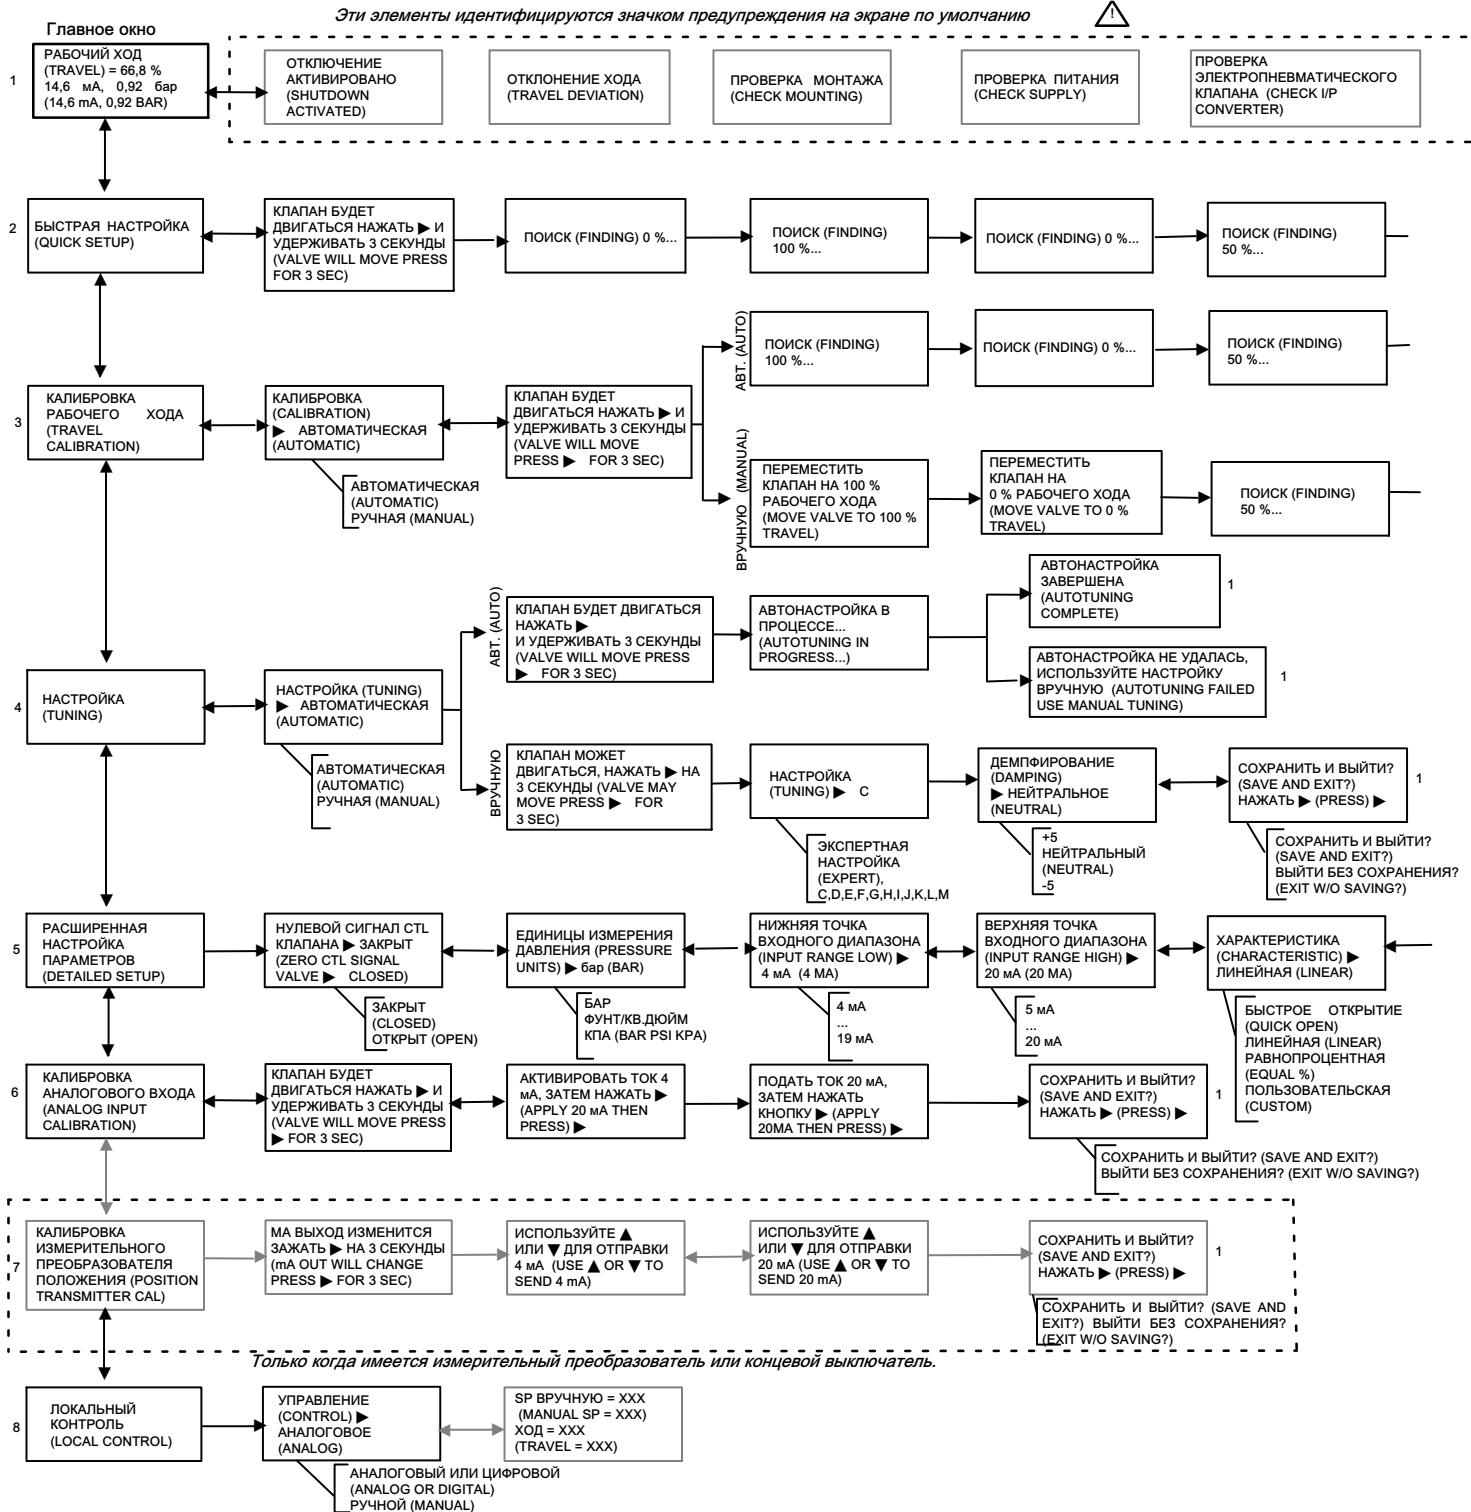 Эти элементы идентифицируются значком предупреждения на экране по умолчанию
!
Главное окно
1
РАБОЧИЙ ХОД
(TRAVEL) = 66,8 %
14,6 мА, 0,92 бар
(14,6 mA, 0,92 BAR)
ОТКЛЮЧЕНИЕ
АКТИВИРОВАНО
(SHUTDOWN
ACTIVATED)
ОТКЛОНЕНИЕ ХОДА
(TRAVEL DEVIATION)
ПРОВЕРКА МОНТАЖА
(CHECK MOUNTING)
ПРОВЕРКА ПИТАНИЯ
(CHECK SUPPLY)
ПРОВЕРКА
ЭЛЕКТРОПНЕВМАТИЧЕСКОГО
КЛАПАНА (CHECK I/P
CONVERTER)
2
БЫСТРАЯ НАСТРОЙКА
(QUICK SETUP)
КЛАПАН БУДЕТ
ДВИГАТЬСЯ НАЖАТЬ ▶ И
УДЕРЖИВАТЬ 3 СЕКУНДЫ
(VALVE WILL MOVE PRESS
FOR 3 SEC)
ПОИСК (FINDING) 0 %...
ПОИСК (FINDING)
100 %...
ПОИСК (FINDING) 0 %...
ПОИСК (FINDING)
50 %...
3
КАЛИБРОВКА
РАБОЧЕГО ХОДА
(TRAVEL
CALIBRATION)
КАЛИБРОВКА
(CALIBRATION)
▶ АВТОМАТИЧЕСКАЯ
(AUTOMATIC)
АВТОМАТИЧЕСКАЯ
(AUTOMATIC)
РУЧНАЯ (MANUAL)
КЛАПАН БУДЕТ
ДВИГАТЬСЯ НАЖАТЬ ▶ И
УДЕРЖИВАТЬ 3 СЕКУНДЫ
(VALVE WILL MOVE
PRESS ▶ FOR 3 SEC)
АВТ. (AUTO)
ПОИСК (FINDING)
100 %...
ПОИСК (FINDING) 0 %...
ПОИСК (FINDING)
50 %...
ВРУЧНУЮ (MANUAL)
ПЕРЕМЕСТИТЬ
КЛАПАН НА 100 %
РАБОЧЕГО ХОДА
(MOVE VALVE TO 100 %
TRAVEL)
ПЕРЕМЕСТИТЬ
КЛАПАН НА
0 % РАБОЧЕГО ХОДА
(MOVE VALVE TO 0 %
TRAVEL)
ПОИСК (FINDING)
50 %...
4
НАСТРОЙКА
(TUNING)
НАСТРОЙКА (TUNING)
▶ АВТОМАТИЧЕСКАЯ
(AUTOMATIC)
АВТОМАТИЧЕСКАЯ
(AUTOMATIC)
РУЧНАЯ (MANUAL)
АВТ. (AUTO)
КЛАПАН БУДЕТ ДВИГАТЬСЯ
НАЖАТЬ ▶
И УДЕРЖИВАТЬ 3 СЕКУНДЫ
(VALVE WILL MOVE PRESS
▶ FOR 3 SEC)
АВТОНАСТРОЙКА В
ПРОЦЕССЕ...
(AUTOTUNING IN
PROGRESS...)
АВТОНАСТРОЙКА
ЗАВЕРШЕНА
(AUTOTUNING
COMPLETE)
1
АВТОНАСТРОЙКА НЕ УДАЛАСЬ,
ИСПОЛЬЗУЙТЕ НАСТРОЙКУ
ВРУЧНУЮ (AUTOTUNING FAILED
USE MANUAL TUNING)
1
ВРУЧНУЮ
КЛАПАН МОЖЕТ
ДВИГАТЬСЯ, НАЖАТЬ ▶ НА
3 СЕКУНДЫ (VALVE MAY
MOVE PRESS ▶ FOR
3 SEC)
НАСТРОЙКА
(TUNING) ▶ C
ЭКСПЕРТНАЯ
НАСТРОЙКА
(EXPERT),
C,D,E,F,G,H,I,J,K,L,M
ДЕМПФИРОВАНИЕ
(DAMPING)
▶ НЕЙТРАЛЬНОЕ
(NEUTRAL)
+5
НЕЙТРАЛЬНЫЙ
(NEUTRAL)
-5
СОХРАНИТЬ И ВЫЙТИ?
(SAVE AND EXIT?)
НАЖАТЬ ▶ (PRESS) ▶
1
СОХРАНИТЬ И ВЫЙТИ?
(SAVE AND EXIT?)
ВЫЙТИ БЕЗ СОХРАНЕНИЯ?
(EXIT W/O SAVING?)
5
РАСШИРЕННАЯ
НАСТРОЙКА
ПАРАМЕТРОВ
(DETAILED SETUP)
НУЛЕВОЙ СИГНАЛ CTL
КЛАПАНА ▶ ЗАКРЫТ
(ZERO CTL SIGNAL
VALVE ▶ CLOSED)
ЗАКРЫТ
(CLOSED)
ОТКРЫТ (OPEN)
ЕДИНИЦЫ ИЗМЕРЕНИЯ
ДАВЛЕНИЯ (PRESSURE
UNITS) ▶ бар (BAR)
БАР
ФУНТ/КВ.ДЮЙМ
КПА (BAR PSI KPA)
НИЖНЯЯ ТОЧКА
ВХОДНОГО ДИАПАЗОНА
(INPUT RANGE LOW) ▶
4 мА (4 MA)
4 мА
...
19 мА
ВЕРХНЯЯ ТОЧКА
ВХОДНОГО ДИАПАЗОНА
(INPUT RANGE HIGH) ▶
20 мА (20 MA)
5 мА
...
20 мА
ХАРАКТЕРИСТИКА
(CHARACTERISTIC) ▶
ЛИНЕЙНАЯ (LINEAR)
БЫСТРОЕ ОТКРЫТИЕ
(QUICK OPEN)
ЛИНЕЙНАЯ (LINEAR)
РАВНОПРОЦЕНТНАЯ
(EQUAL %)
ПОЛЬЗОВАТЕЛЬСКАЯ
(CUSTOM)
6
КАЛИБРОВКА
АНАЛОГОВОГО ВХОДА
(ANALOG INPUT
CALIBRATION)
КЛАПАН БУДЕТ
ДВИГАТЬСЯ НАЖАТЬ ▶ И
УДЕРЖИВАТЬ 3 СЕКУНДЫ
(VALVE WILL MOVE PRESS
▶ FOR 3 SEC)
АКТИВИРОВАТЬ ТОК 4
мА, ЗАТЕМ НАЖАТЬ ▶
(APPLY 20 мА THEN
PRESS) ▶
ПОДАТЬ ТОК 20 мА,
ЗАТЕМ НАЖАТЬ
КНОПКУ ▶ (APPLY
20MA THEN PRESS) ▶
СОХРАНИТЬ И ВЫЙТИ?
(SAVE AND EXIT?)
НАЖАТЬ ▶ (PRESS) ▶
1
СОХРАНИТЬ И ВЫЙТИ? (SAVE AND EXIT?)
ВЫЙТИ БЕЗ СОХРАНЕНИЯ? (EXIT W/O SAVING?)
7
КАЛИБРОВКА
ИЗМЕРИТЕЛЬНОГО
ПРЕОБРАЗОВАТЕЛЯ
ПОЛОЖЕНИЯ (POSITION
TRANSMITTER CAL)
МА ВЫХОД ИЗМЕНИТСЯ
ЗАЖАТЬ ▶ НА 3 СЕКУНДЫ
(mA OUT WILL CHANGE
PRESS ▶ FOR 3 SEC)
ИСПОЛЬЗУЙТЕ ▲
ИЛИ ▼ ДЛЯ ОТПРАВКИ
4 мА (USE ▲ OR ▼ TO
SEND 4 mA)
ИСПОЛЬЗУЙТЕ ▲
ИЛИ ▼ ДЛЯ ОТПРАВКИ
20 мА (USE ▲ OR ▼ TO
SEND 20 mA)
СОХРАНИТЬ И ВЫЙТИ?
(SAVE AND EXIT?)
НАЖАТЬ ▶ (PRESS) ▶
1
СОХРАНИТЬ И ВЫЙТИ? (SAVE AND
EXIT?) ВЫЙТИ БЕЗ СОХРАНЕНИЯ?
(EXIT W/O SAVING?)
Только когда имеется измерительный преобразователь или концевой выключатель.
8
ЛОКАЛЬНЫЙ
КОНТРОЛЬ
(LOCAL CONTROL)
УПРАВЛЕНИЕ
(CONTROL) ▶
АНАЛОГОВОЕ
(ANALOG)
АНАЛОГОВЫЙ ИЛИ ЦИФРОВОЙ
(ANALOG OR DIGITAL)
РУЧНОЙ (MANUAL)
SP ВРУЧНУЮ = XXX
(MANUAL SP = XXX)
ХОД = XXX
(TRAVEL = XXX)